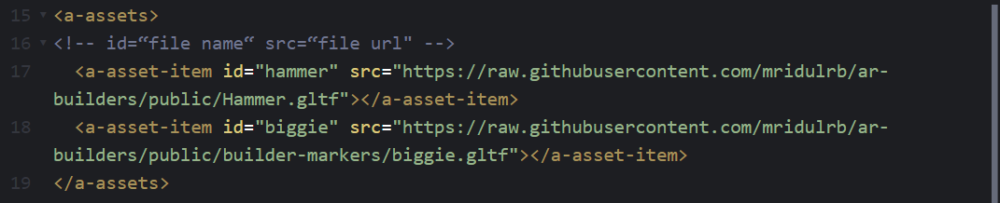 15 <a-assets>
16 <!-- id=“file name“ src=“file url" -->
17 <a-asset-item id="hammer" src="https://raw.githubusercontent.com/mridulrb/ar-
builders/public/Hammer.gltf"></a-asset-item>
18 <a-asset-item id="biggie" src="https://raw.githubusercontent.com/mridulrb/ar-
builders/public/builder-markers/biggie.gltf"></a-asset-item>
19 </a-assets>